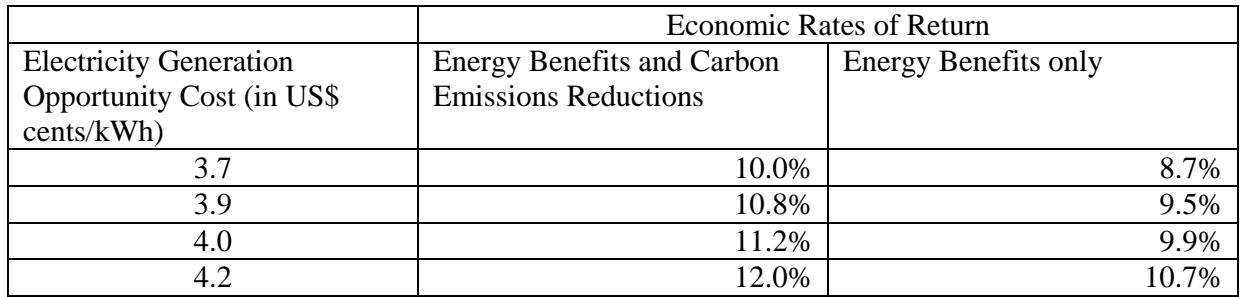 Economic Rates of Return
Electricity Generation
Opportunity Cost (in US$
cents/kWh)
Energy Benefits and Carbon
Emissions Reductions
Energy Benefits only
3.7 10.0% 8.7%
3.9 10.8% 9.5%
4.0 11.2% 9.9%
4.2 12.0% 10.7%